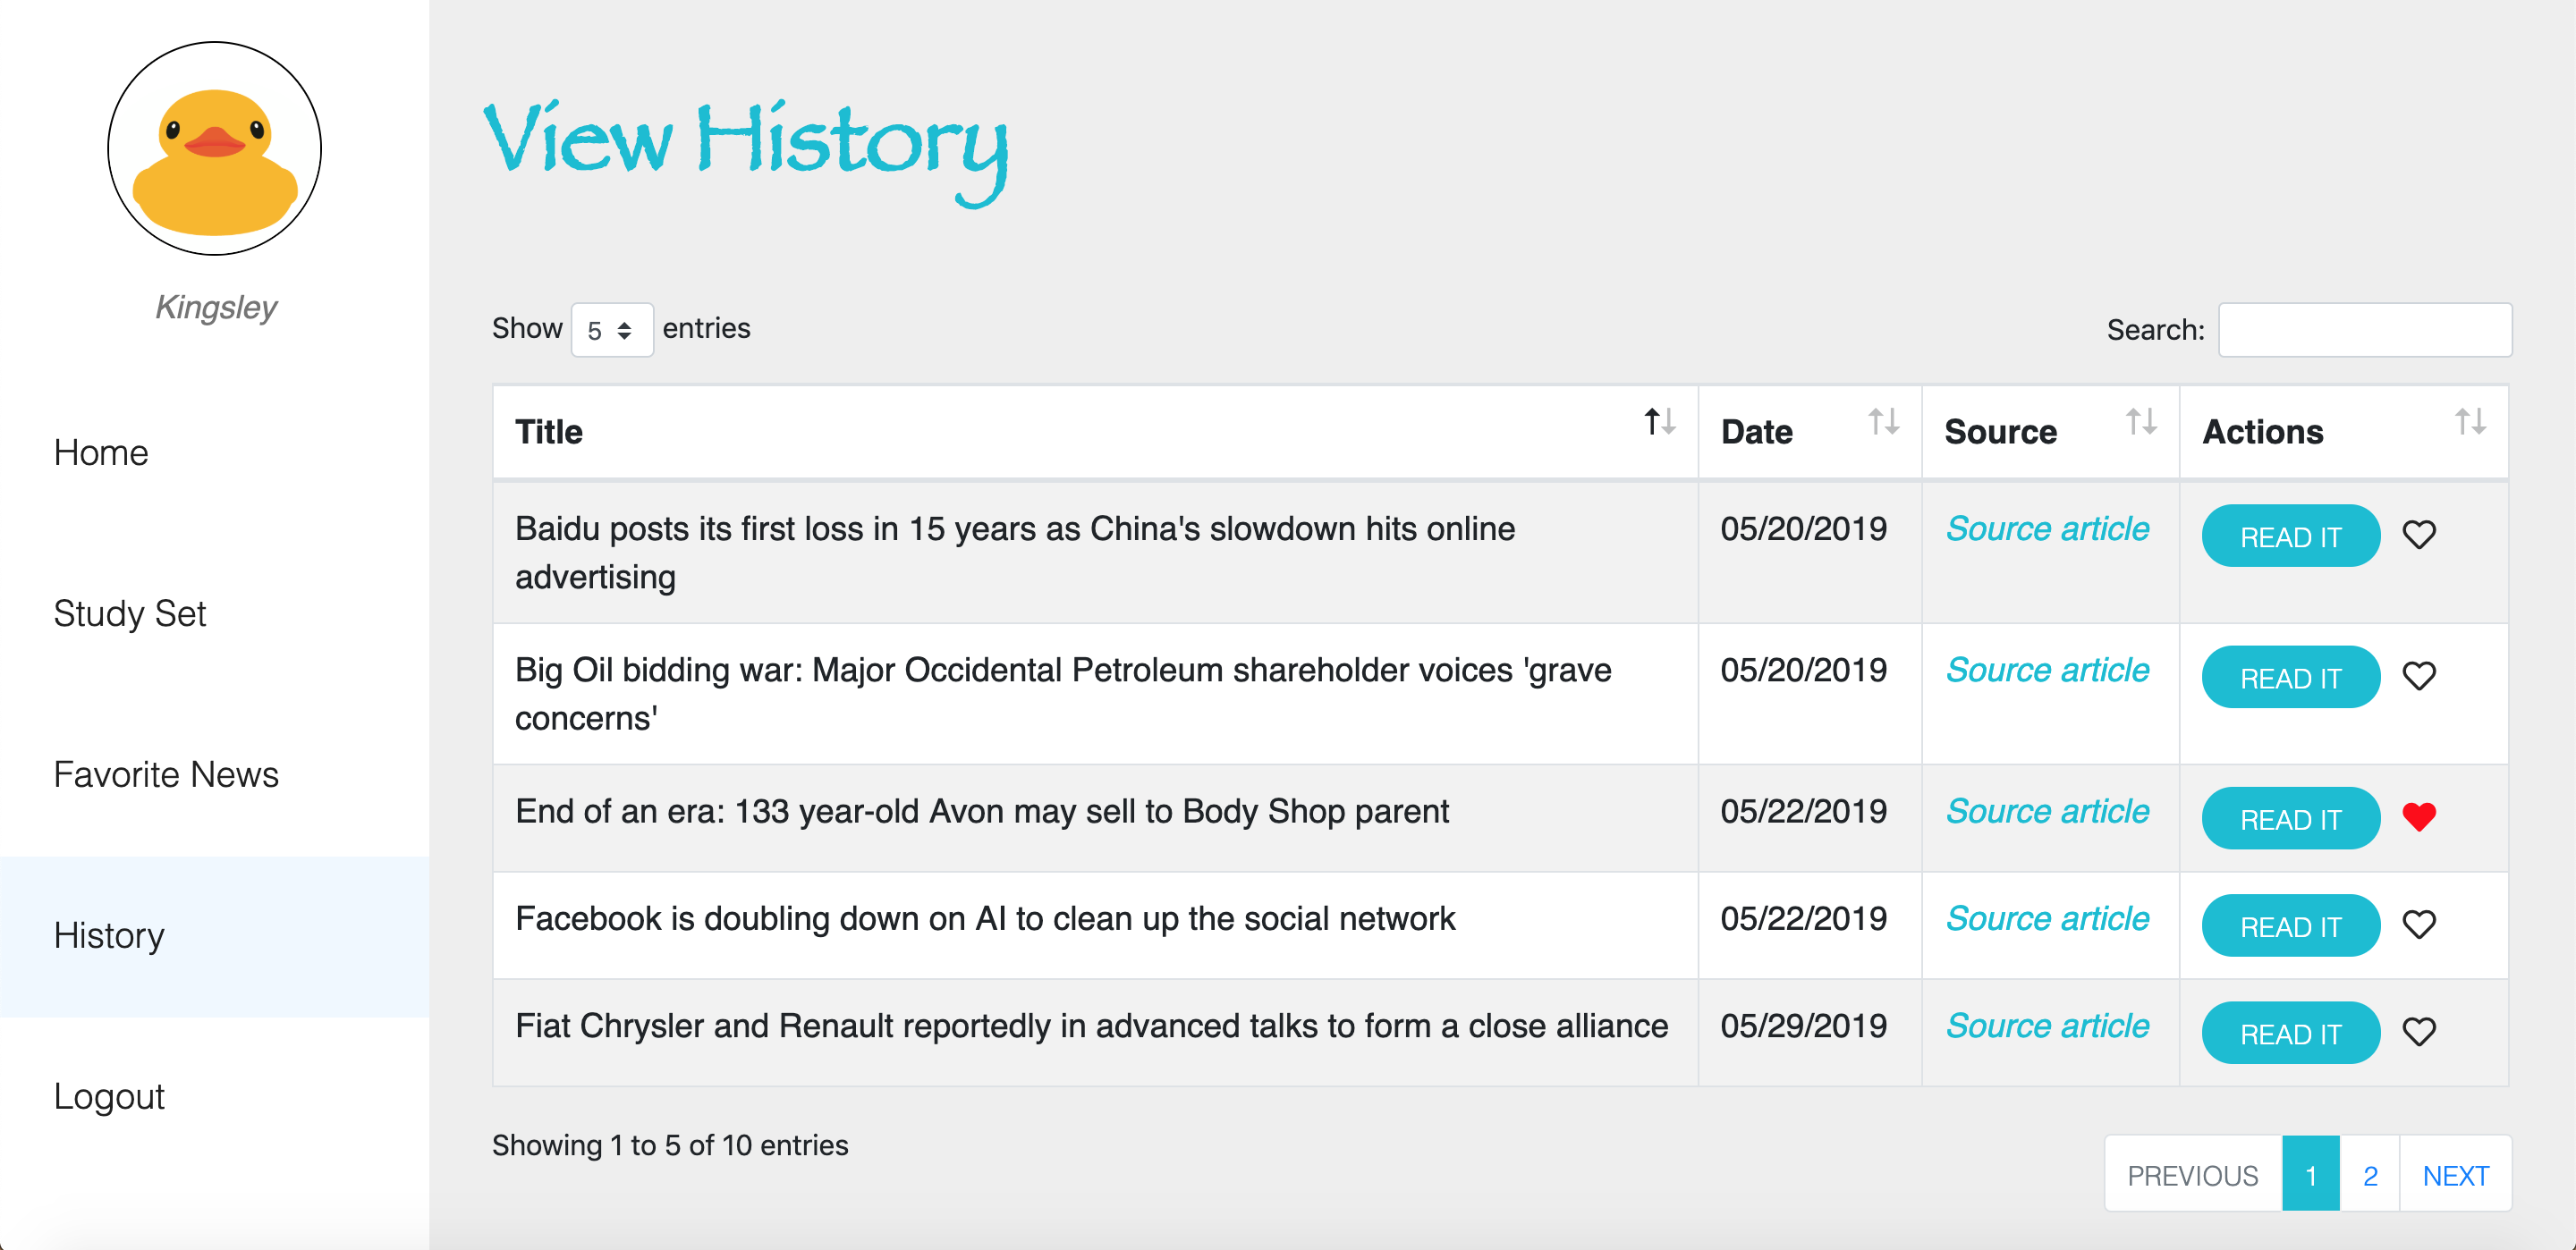 Kingsley
Home
Study Set
Favorite News
History
Logout
View History
Show 5 entries
Search:
Title Date Source Actions
Baidu posts its first loss in 15 years as China's slowdown hits online
advertising
05/20/2019 Source article READ IT
Big Oil bidding war: Major Occidental Petroleum shareholder voices 'grave
concerns'
05/20/2019 Source article READ IT
End of an era: 133 year-old Avon may sell to Body Shop parent 05/22/2019 Source article READ IT
Facebook is doubling down on AI to clean up the social network 05/22/2019 Source article READ IT
Fiat Chrysler and Renault reportedly in advanced talks to form a close alliance 05/29/2019 Source article READ IT
Showing 1 to 5 of 10 entries
PREVIOUS 1 2 NEXT